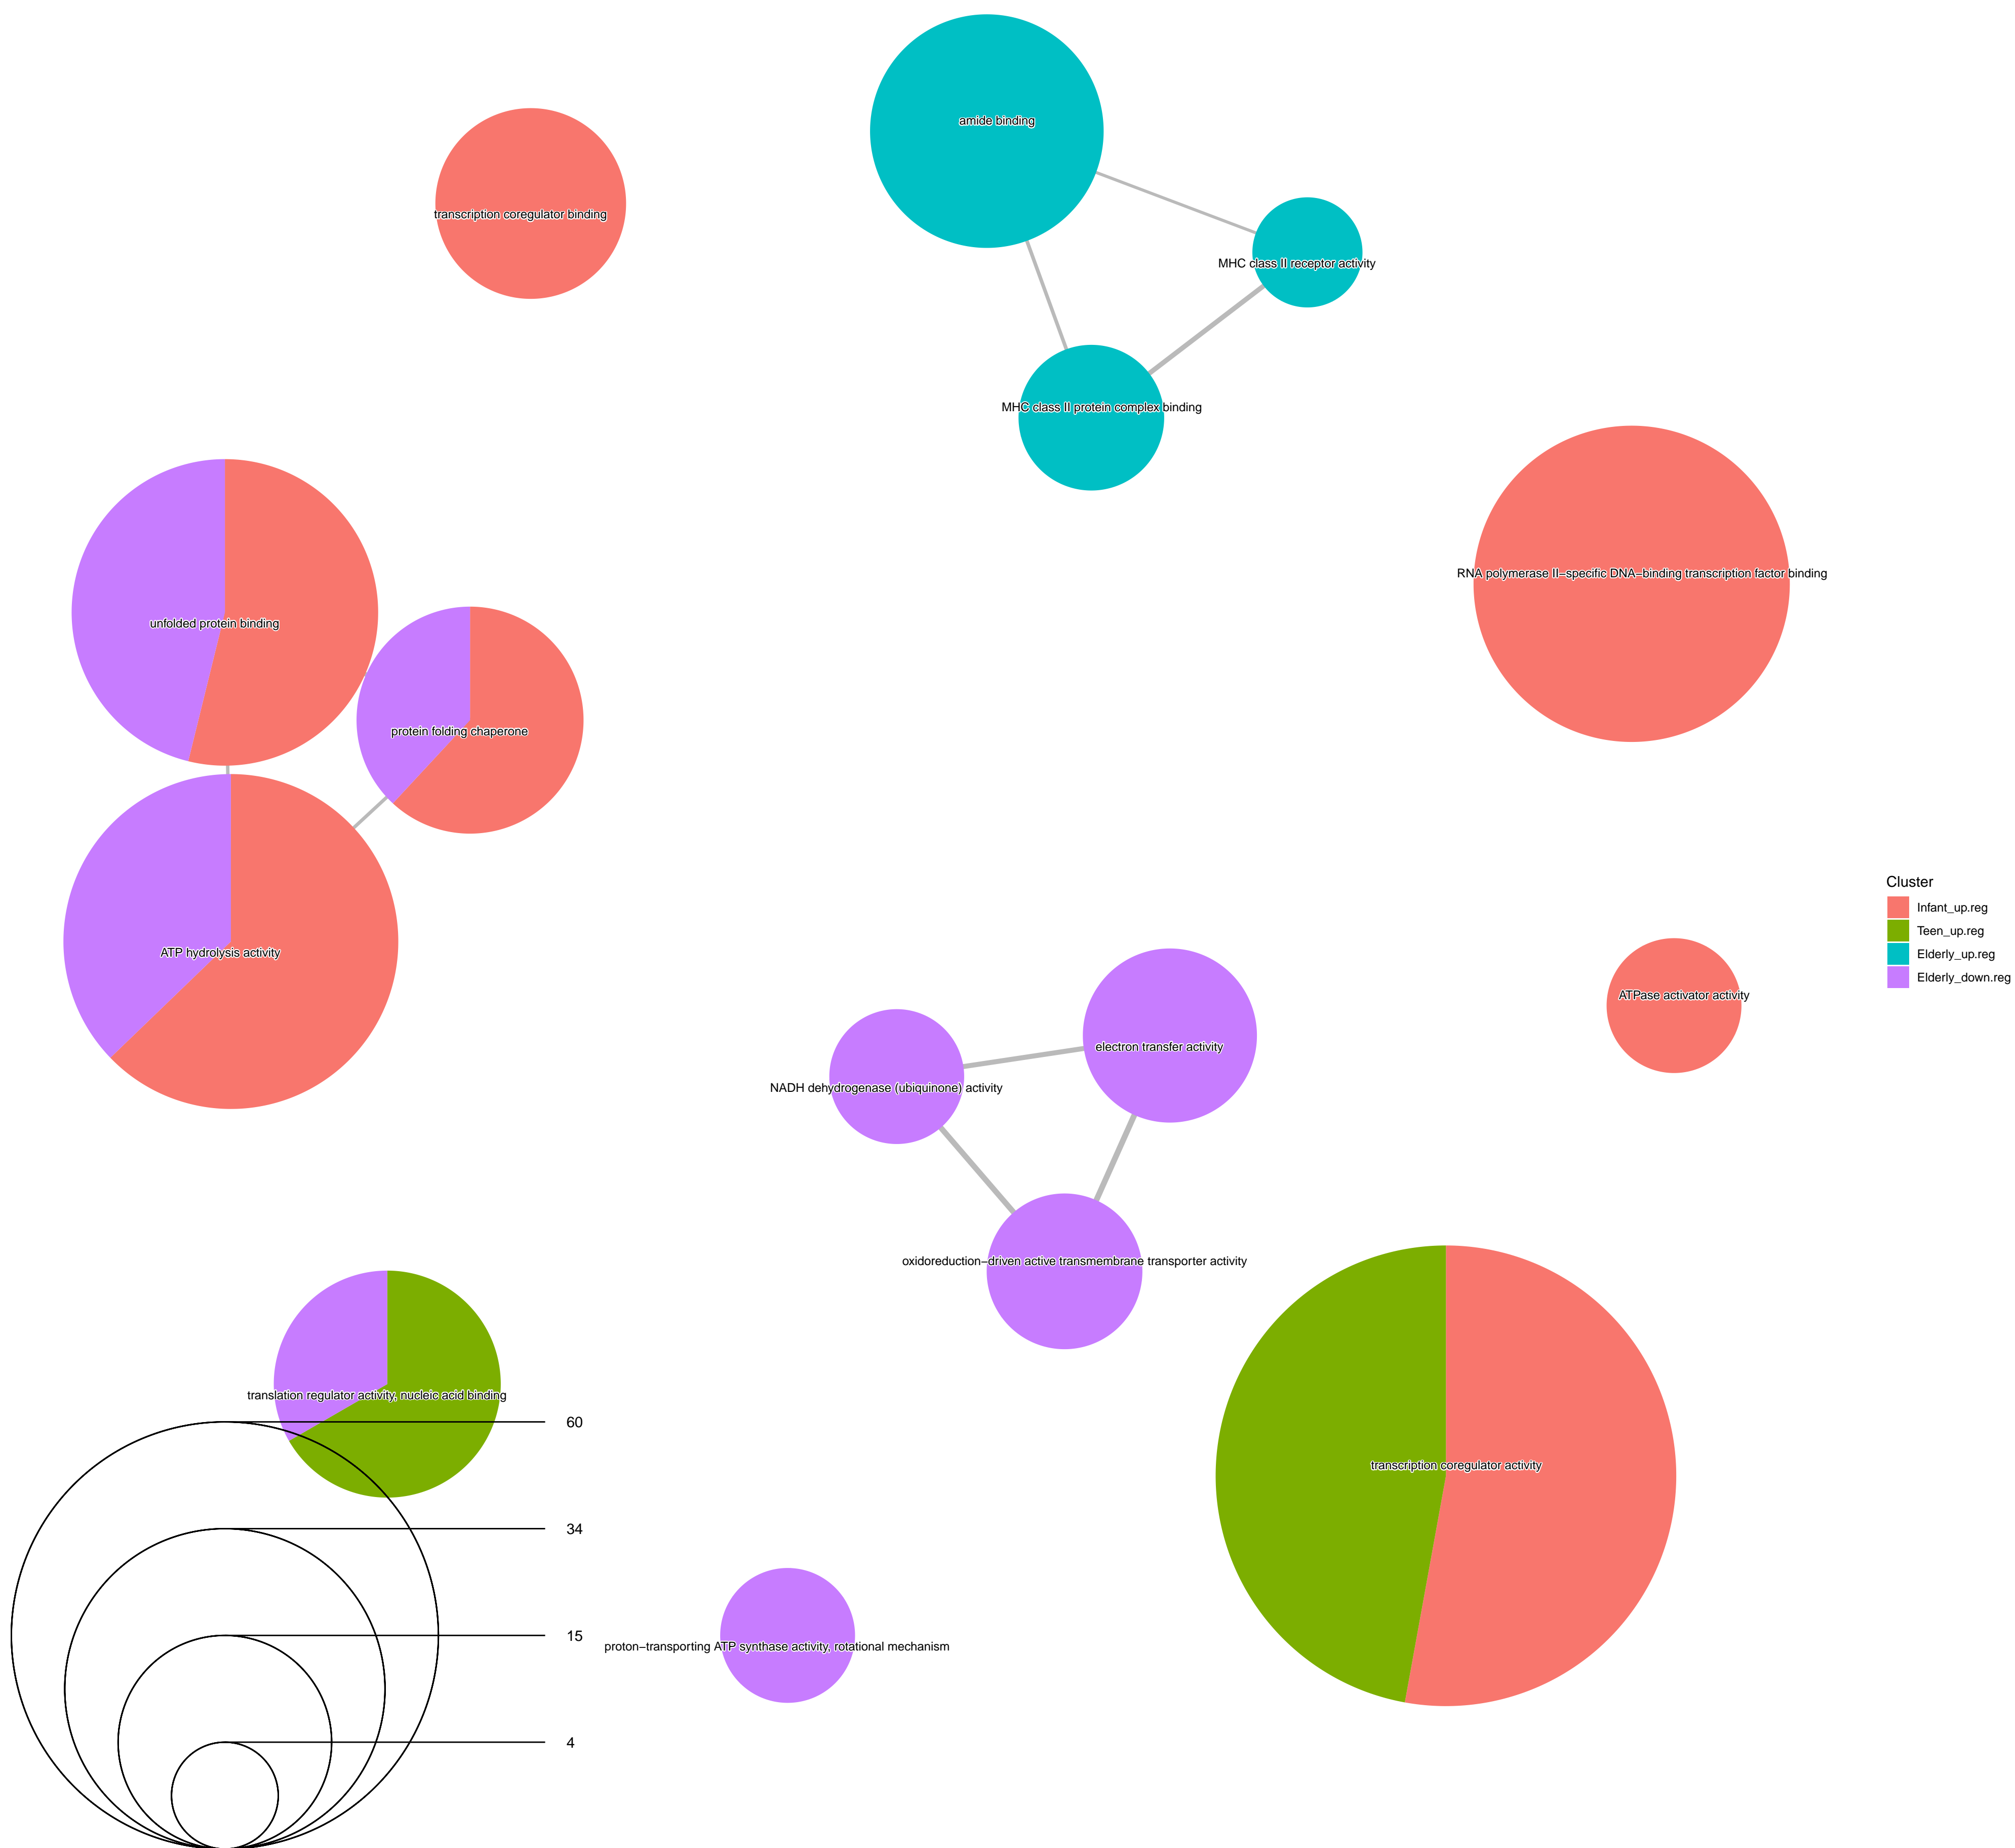 amide binding
transcription coregulator binding
MHC class II receptor activity
MHC class II protein complex binding
RNA polymerase II−specific DNA−binding transcription factor binding
unfolded protein binding
protein folding chaperone
ATP hydrolysis activity
Cluster
Infant_up.reg
Teen_up.reg
Elderly_up.reg
Elderly_down.reg
ATPase activator activity
electron transfer activity
NADH dehydrogenase (ubiquinone) activity
oxidoreduction−driven active transmembrane transporter activity
translation regulator activity, nucleic acid binding
60
transcription coregulator activity
34
15
proton−transporting ATP synthase activity, rotational mechanism
4